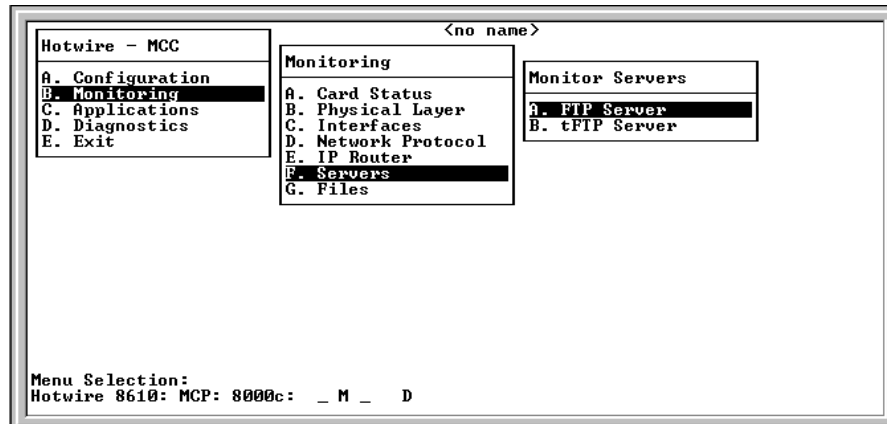 <no name>
Hotwire - MCC
A. Configuration
B. Monitoring
C. Applications
D. Diagnostics
E. Exit
Monitoring
A. Card Status
B. Physical Layer
C. Interfaces
D. Network Protocol
E. IP Router
F. Servers
G. Files
Monitor Servers
A. FTP Server
B. tFTP Server
Menu Selection:
Hotwire 8610: MCP: 8000c: _ M _ D